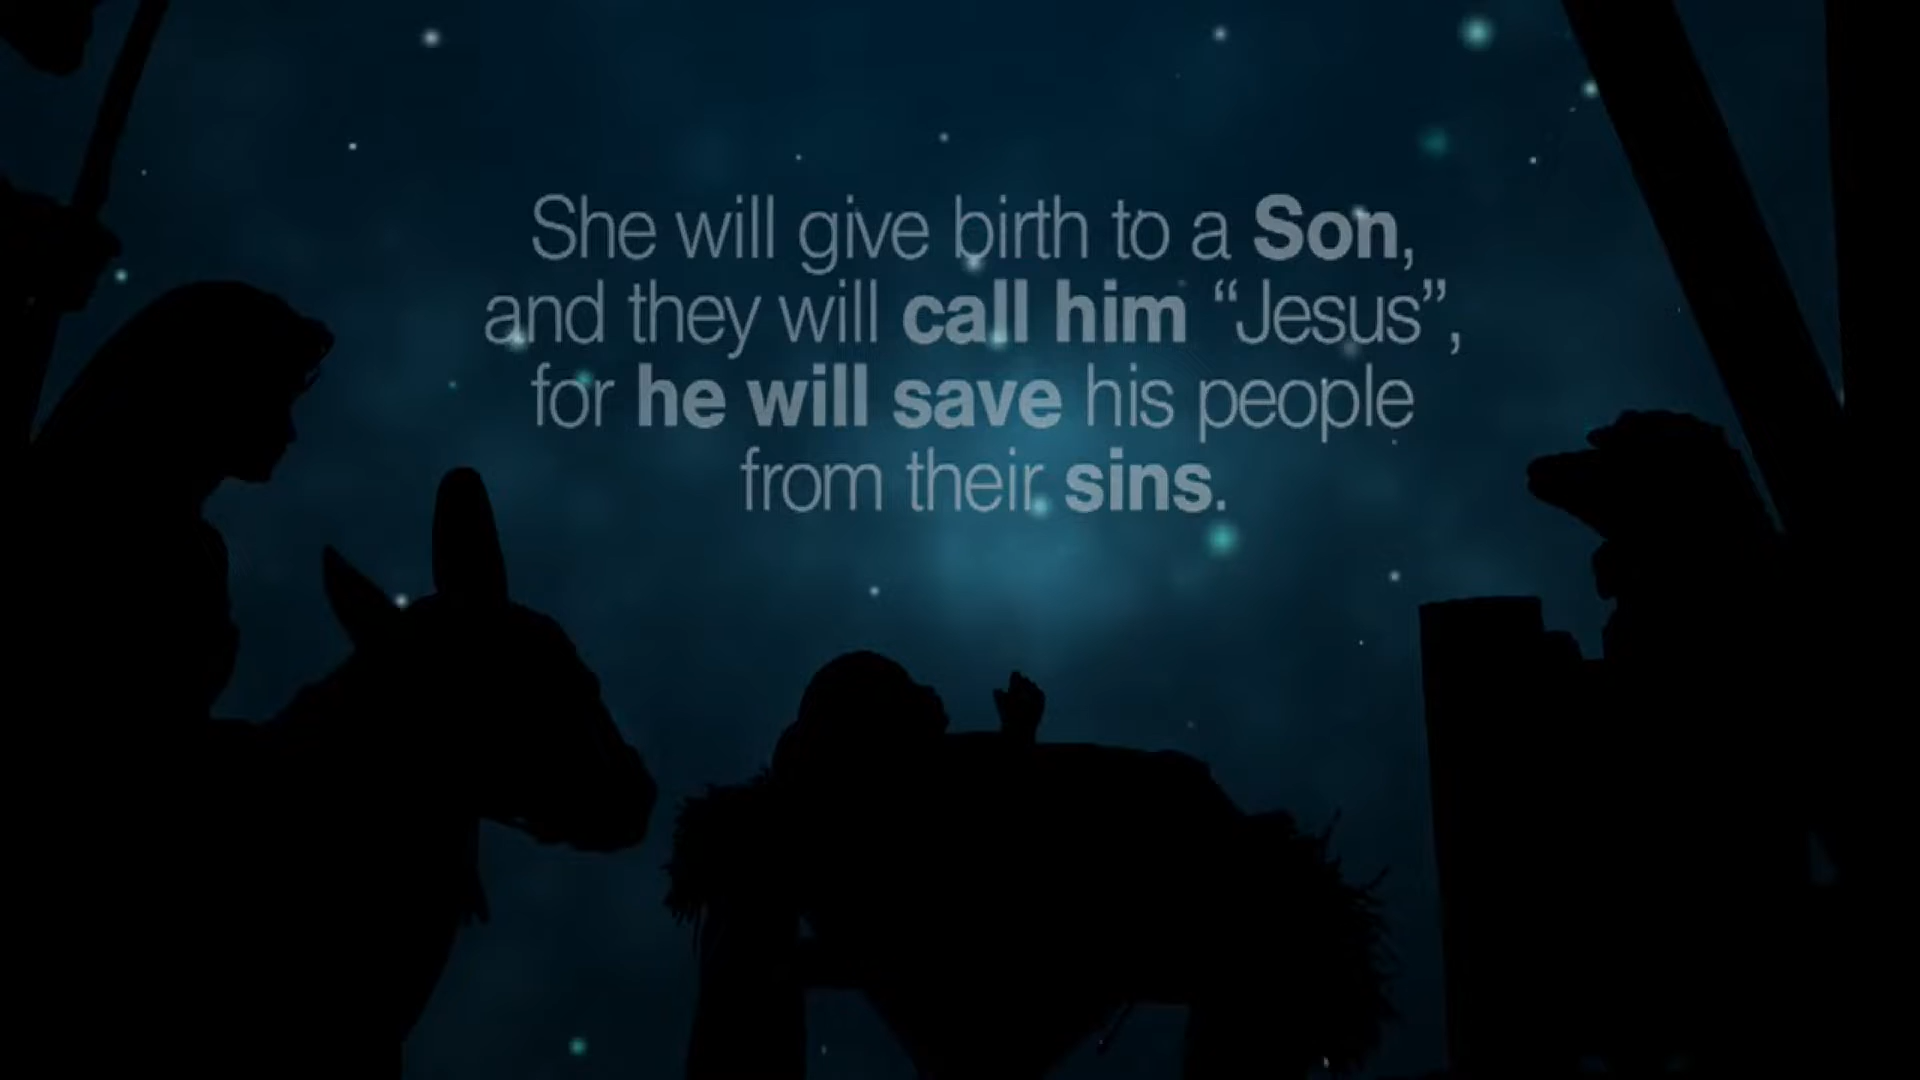 She will give birth to a Son,
and they will call him “Jesus”,
for he will save his people
from their sins.